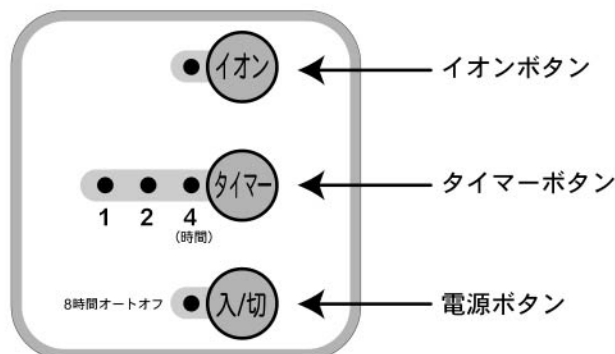 イオン
イオンボタン
タイマー
タイマーボタン
1 2 4
(時間)
8時間オートオフ
入/切
電源ボタン